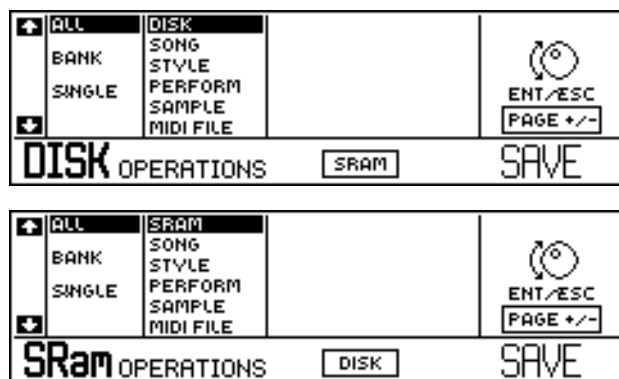 ALL DISK
SONG
BANK STYLE
SINGLE PERFORM ENT/ESC
SAMPLE PAGE +/-
MIDI FILE
DISK OPERATIONS SRAM SAVE
ALL SRAM
SONG
BANK STYLE
SINGLE PERFORM ENT/ESC
SAMPLE PAGE +/-
MIDI FILE
SRam OPERATIONS DISK SAVE